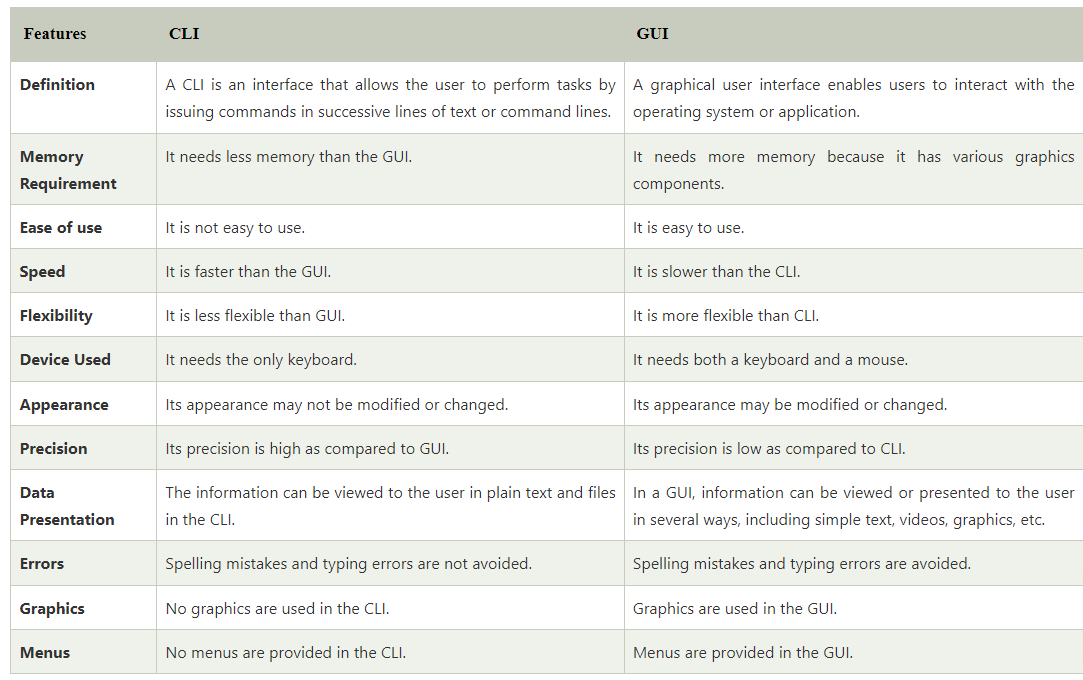 Features CLI GUI
Definition A CLI is an interface that allows the user to perform tasks by A graphical user interface enables users to interact with the
issuing commands in successive lines of text or command lines. operating system or application.
Memory It needs less memory than the GUI. It needs more memory because it has various graphics
Requirement components.
Ease of use It is not easy to use. It is easy to use.
Speed It is faster than the GUI. It is slower than the CLI.
Flexibility It is less flexible than GUI. It is more flexible than CLI.
Device Used It needs the only keyboard. It needs both a keyboard and a mouse.
Appearance Its appearance may not be modified or changed. Its appearance may be modified or changed.
Precision Its precision is high as compared to GUI. Its precision is low as compared to CLI.
Data The information can be viewed to the user in plain text and files In a GUI, information can be viewed or presented to the user
Presentation in the CLI. in several ways, including simple text, videos, graphics, etc.
Errors Spelling mistakes and typing errors are not avoided. Spelling mistakes and typing errors are avoided.
Graphics No graphics are used in the CLI. Graphics are used in the GUI.
Menus No menus are provided in the CLI. Menus are provided in the GUI.